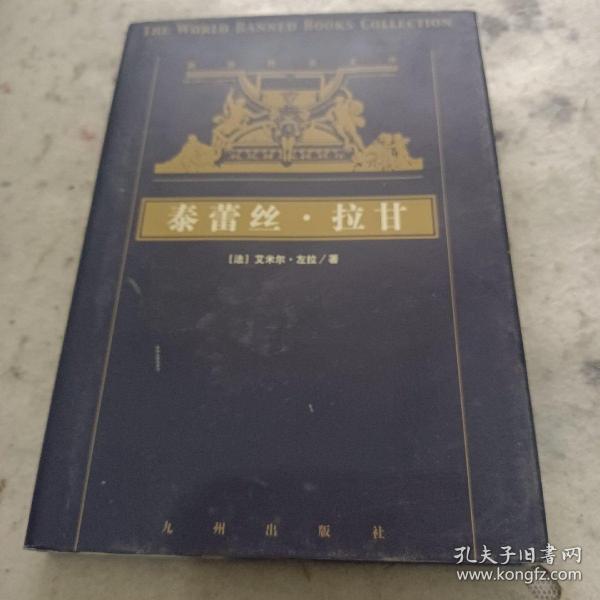 THE WORLD BANNED BOOKS COLLECTION
泰蕾丝·拉甘
[法] 艾米尔·左拉/著
九州出版社
孔夫子旧书网
www.kongfz.com